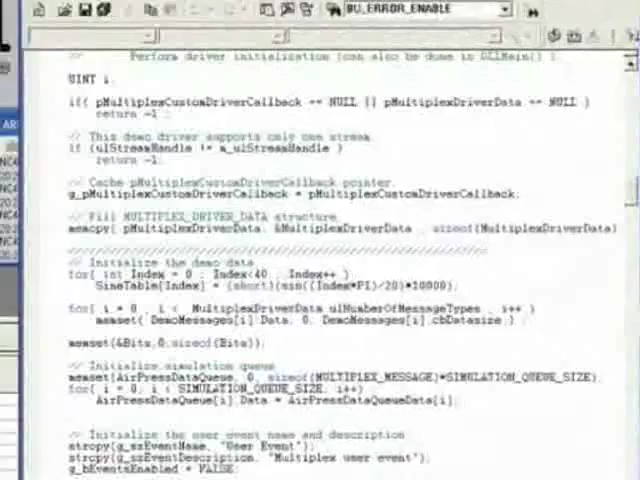 BU_ERROR_ENABLE
// Perform driver initialization (can also be done in DLLMain() )
UINT i;
if( pMultiplexCustomDriverCallback == NULL || pMultiplexDriverData == NULL )
return -1;
// This demo driver supports only one stream
if (ulStreamHandle != m_ulStreamHandle )
return -1;
// Cache pMultiplexCustomDriverCallback pointer
g_pMultiplexCustomDriverCallback = pMultiplexCustomDriverCallback;
// Fill MULTIPLEX_DRIVER_DATA structure
memcpy( pMultiplexDriverData, &MultiplexDriverData , sizeof(MultiplexDriverData)
// Initialize the demo data
for( int Index = 0 ; Index<40 ; Index++ )
SineTable[Index] = (short)(sin((Index*PI)/20)*10000);
for( i = 0; i < MultiplexDriverData.ulNumberOfMessageTypes ; i++ )
memset( DemoMessages[i].Data, 0, DemoMessages[i].cbDatasize );
memset(&Bits,0,sizeof(Bits));
// Initialize simulation queue
memset(AirPressDataQueue, 0, sizeof(MULTIPLEX_MESSAGE)*SIMULATION_QUEUE_SIZE);
for( i = 0; i < SIMULATION_QUEUE_SIZE; i++)
AirPressDataQueue[i].Data = AirPressDataQueueData[i];
// Initialize the user event name and description
strcpy(g_szEventName, "User Event");
strcpy(g_szEventDescription, "Multiplex user event");
g_bEventsEnabled = FALSE;